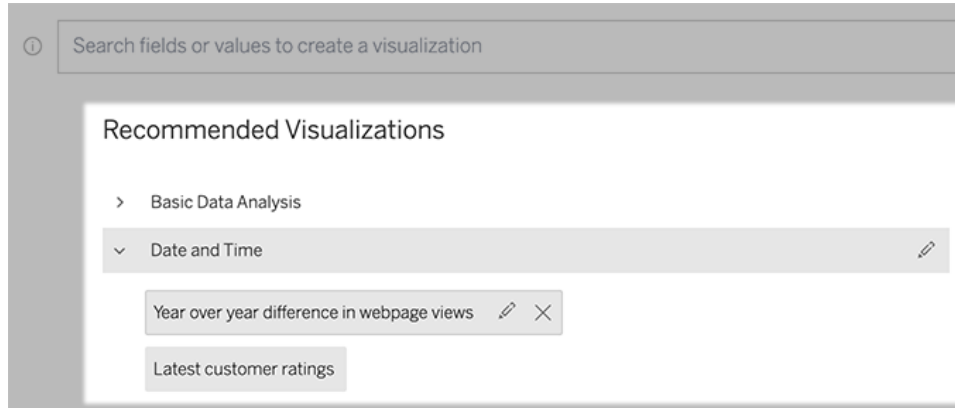 Search fields or values to create a visualization
Recommended Visualizations
Basic Data Analysis
Date and Time
Year over year difference in webpage views
Latest customer ratings